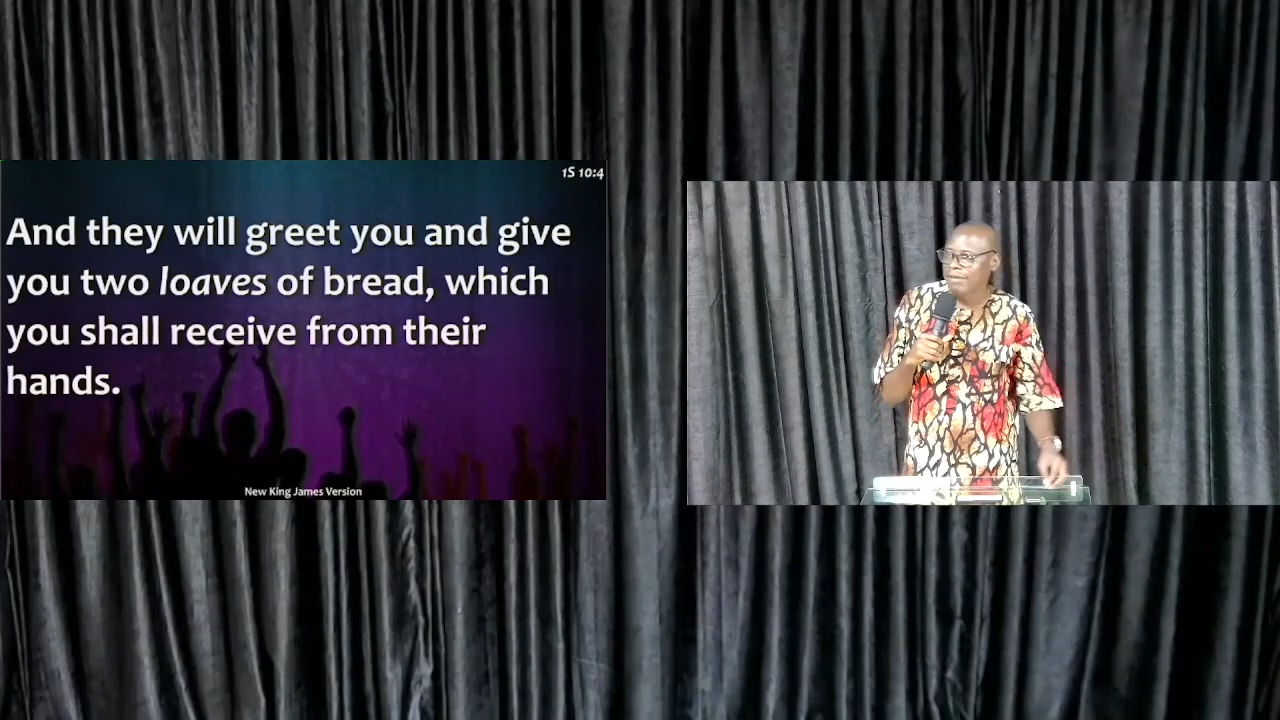 1S 10:4
And they will greet you and give
you two loaves of bread, which
you shall receive from their
hands.
New King James Version